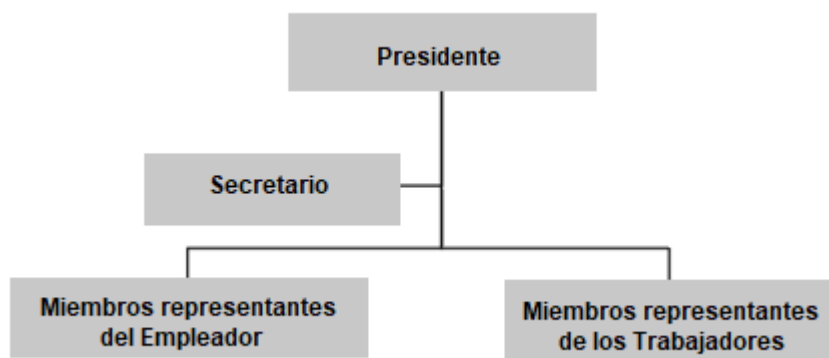 Presidente
Secretario
Miembros representantes
del Empleador
Miembros representantes
de los Trabajadores